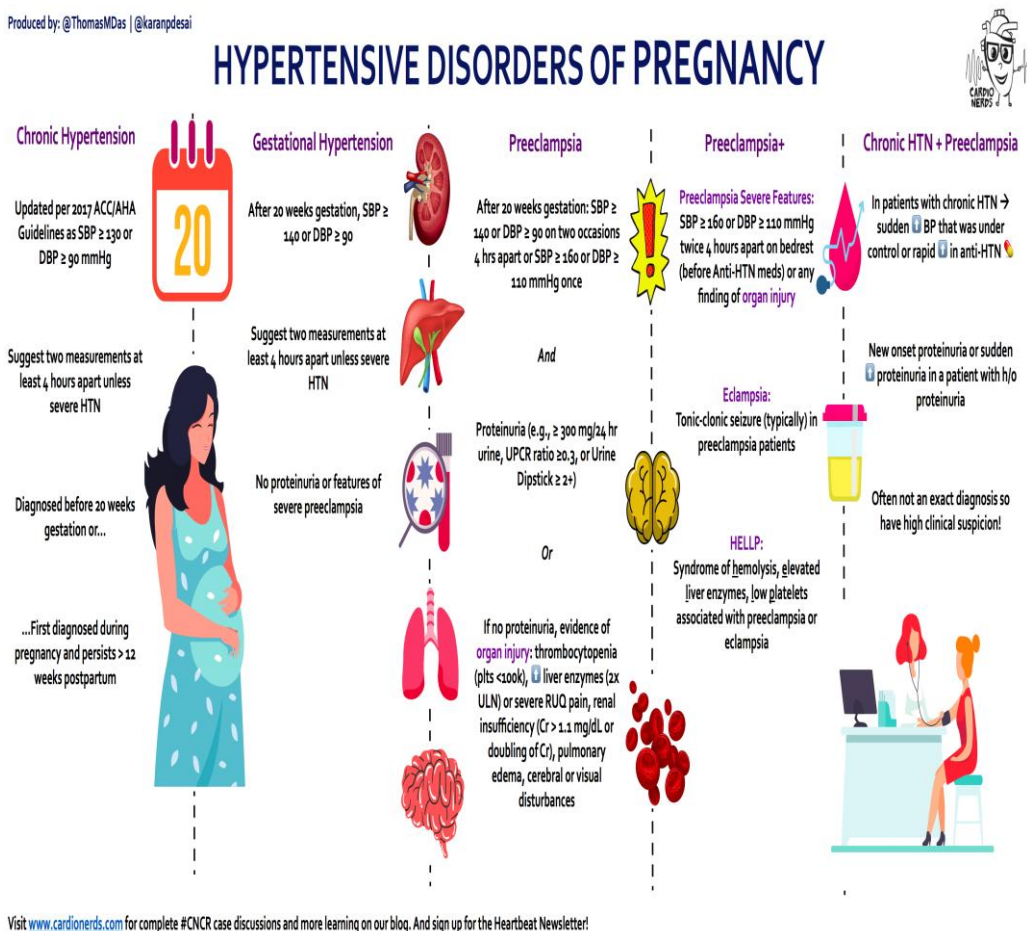 Produced by: @ThomasMDas | @karanpdesai
HYPERTENSIVE DISORDERS OF PREGNANCY
CARDIO
NERDS
Chronic Hypertension
Updated per 2017 ACC/AHA
Guidelines as SBP ≥ 130 or
DBP ≥ 90 mmHg
Suggest two measurements at
least 4 hours apart unless
severe HTN
Diagnosed before 20 weeks
gestation or...
...First diagnosed during
pregnancy and persists > 12
weeks postpartum
20
Gestational Hypertension
After 20 weeks gestation, SBP ≥
140 or DBP ≥ 90
Suggest two measurements at
least 4 hours apart unless severe
HTN
No proteinuria or features of
severe preeclampsia
Preeclampsia
After 20 weeks gestation: SBP ≥
140 or DBP ≥ 90 on two occasions
4 hrs apart or SBP ≥ 160 or DBP ≥
110 mmHg once
And
Proteinuria (e.g., ≥ 300 mg/24 hr
urine, UPCR ratio ≥0.3, or Urine
Dipstick ≥ 2+)
Or
If no proteinuria, evidence of
organ injury: thrombocytopenia
(plts <100k), ⬆ liver enzymes (2x
ULN) or severe RUQ pain, renal
insufficiency (Cr > 1.1 mg/dL or
doubling of Cr), pulmonary
edema, cerebral or visual
disturbances
Preeclampsia+
Preeclampsia Severe Features:
SBP ≥ 160 or DBP ≥ 110 mmHg
twice 4 hours apart on bedrest
(before Anti-HTN meds) or any
finding of organ injury
Eclampsia:
Tonic-clonic seizure (typically) in
preeclampsia patients
HELLP:
Syndrome of hemolysis, elevated
liver enzymes, low platelets
associated with preeclampsia or
eclampsia
Chronic HTN + Preeclampsia
In patients with chronic HTN →
sudden ⬆ BP that was under
control or rapid ⬆ in anti-HTN 💊
New onset proteinuria or sudden
⬆ proteinuria in a patient with h/o
proteinuria
Often not an exact diagnosis so
have high clinical suspicion!
Visit www.cardionerds.com for complete #CNCR case discussions and more learning on our blog. And sign up for the Heartbeat Newsletter!